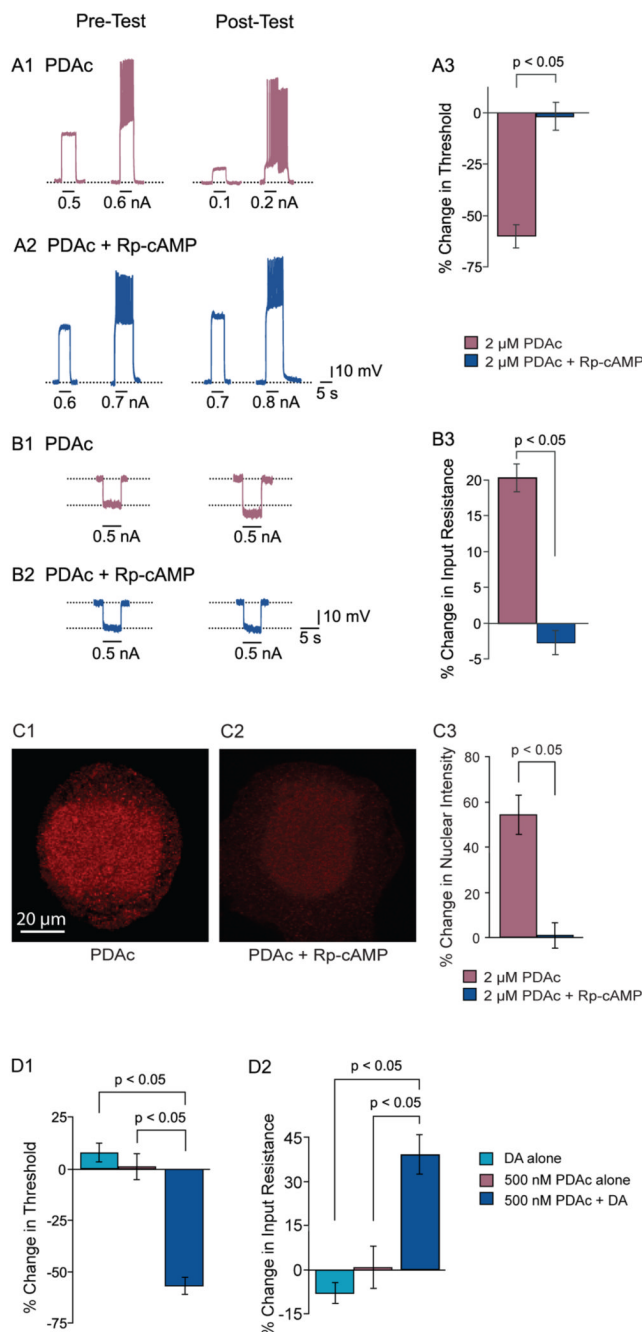 Pre-Test Post-Test
A1 PDAc
0.5 0.6 nA 0.1 0.2 nA
A2 PDAc + Rp-cAMP
10 mV
5 s
0.6 0.7 nA 0.7 0.8 nA
A3
p < 0.05
% Change in Threshold
0
-25
-50
-75
2 µM PDAc
2 µM PDAc + Rp-cAMP
B1 PDAc
0.5 nA 0.5 nA
B2 PDAc + Rp-cAMP
10 mV
5 s
0.5 nA 0.5 nA
B3
p < 0.05
% Change in Input Resistance
20
15
10
5
0
-5
C1
20 µm
PDAc
C2
PDAc + Rp-cAMP
C3
p < 0.05
% Change in Nuclear Intensity
80
60
40
20
0
2 µM PDAc
2 µM PDAc + Rp-cAMP
D1
p < 0.05
p < 0.05
% Change in Threshold
25
0
-25
-50
-75
D2
p < 0.05
p < 0.05
% Change in Input Resistance
45
30
15
0
-15
DA alone
500 nM PDAc alone
500 nM PDAc + DA